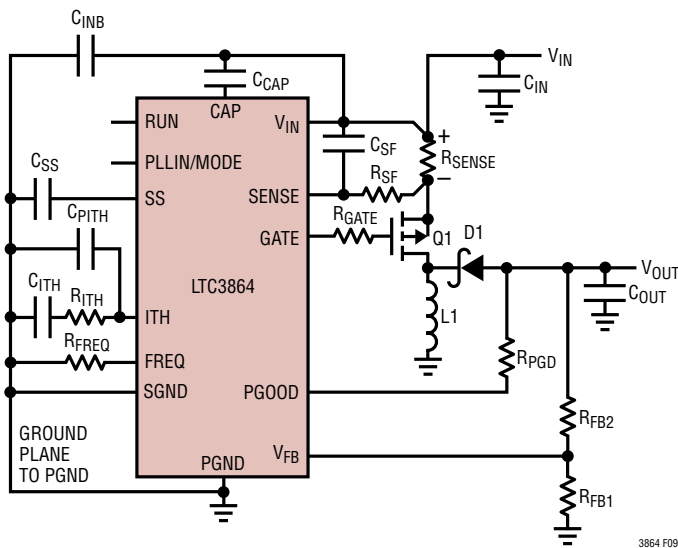 CINB
VIN
CCAP
CIN
CAP
RUN
VIN
+
CSF
RSENSE
PLLIN/MODE
CSS
RSF
–
SS
SENSE
RGATE
CPITH
GATE
Q1
D1
LTC3864
VOUT
CITH
RITH
COUT
ITH
L1
RFREQ
FREQ
RPGD
SGND
PGOOD
RFB2
GROUND
PLANE
TO PGND
VFB
PGND
RFB1
3864 F09